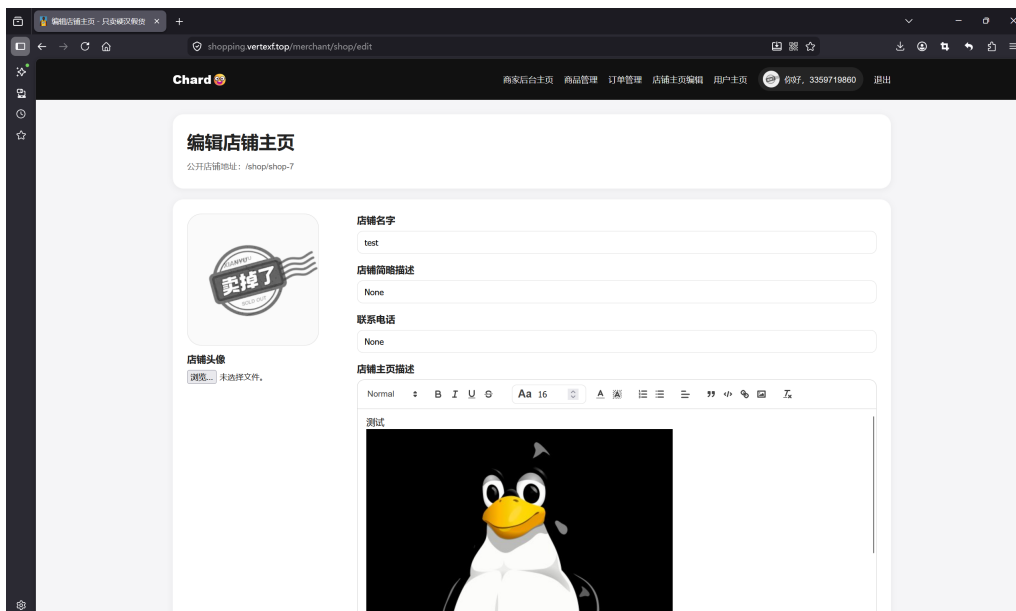 编辑店铺主页 - 只卖硬汉假货
shopping.vertexf.top/merchant/shop/edit
Chard
商家后台主页 商品管理 订单管理 店铺主页编辑 用户主页 你好，3359719860 退出
编辑店铺主页
公开店铺地址：/shop/shop-7
XIANYU
卖掉了
SOLD OUT
店铺头像
浏览... 未选择文件。
店铺名字
test
店铺简略描述
None
联系电话
None
店铺主页描述
Normal B I U S Aa 16 A A
测试